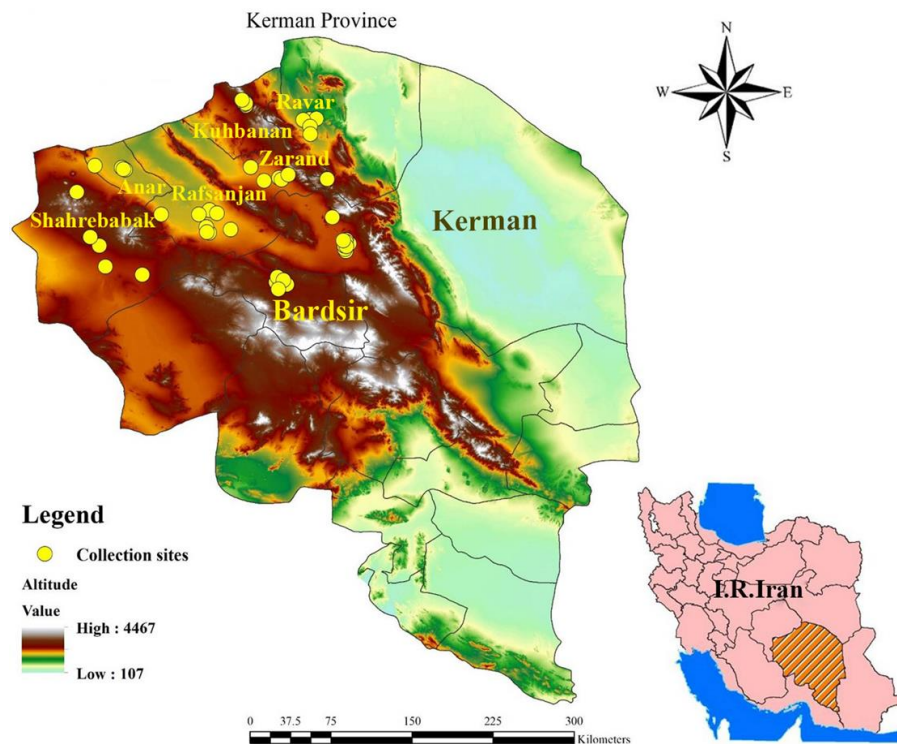 Kerman Province
N
W E
S
Ravar
Kuhbanan
Zarand
Anar
Rafsanjan
Shahrebabak
Kerman
Bardsir
Legend
Collection sites
Altitude
Value
High : 4467
Low : 107
I.R.Iran
0 37.5 75 150 225 300
Kilometers